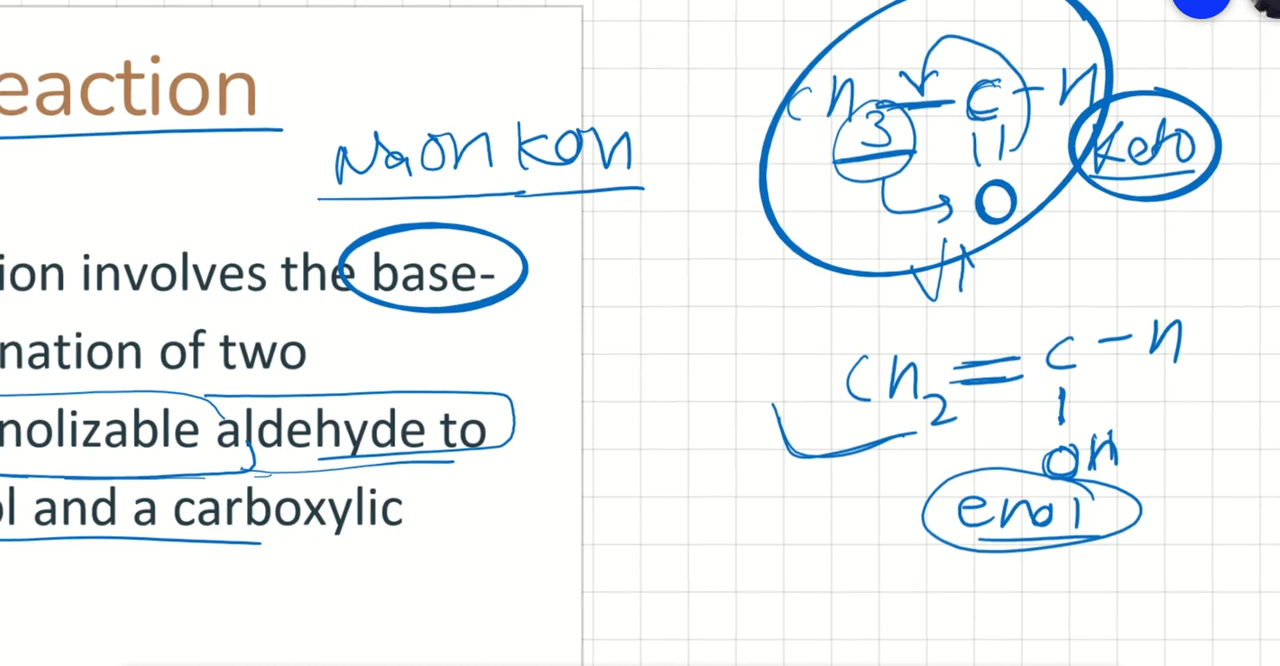 eaction
NaOH KOH
ion involves the base-
nation of two
nolizable aldehyde to
ol and a carboxylic
CH3 – C – H
||
O
Keto
CH2 = C – H
|
OH
enol